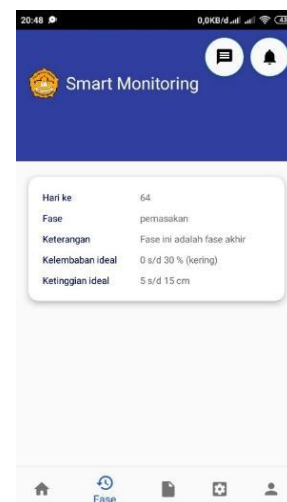 20:48
0,0KB/d
Smart Monitoring
Hari ke 64
Fase pemasakan
Keterangan Fase ini adalah fase akhir
Kelembaban ideal 0 s/d 30 % (kering)
Ketinggian ideal 5 s/d 15 cm
Fase